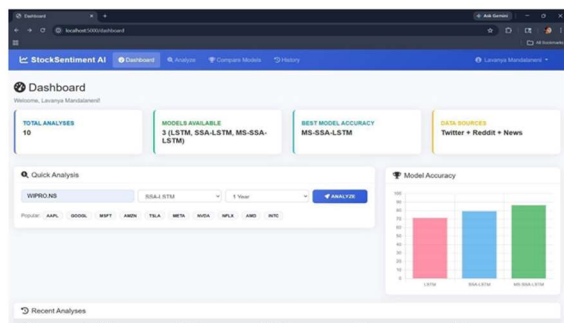 Dashboard
Ask Gemini
localhost:5000/dashboard
All Bookmarks
StockSentiment AI
Dashboard
Analyze
Compare Models
History
Lavanya Mandalaneni
Dashboard
Welcome, Lavanya Mandalaneni!
TOTAL ANALYSES
10
MODELS AVAILABLE
3 (LSTM, SSA-LSTM, MS-SSA-
LSTM)
BEST MODEL ACCURACY
MS-SSA-LSTM
DATA SOURCES
Twitter + Reddit + News
Quick Analysis
WIPRO.NS
SSA-LSTM
1 Year
ANALYZE
Popular: AAPL GOOGL MSFT AMZN TSLA META NVDA NFLX AMD INTC
Model Accuracy
100
90
80
70
60
50
40
30
20
10
0
LSTM
SSA-LSTM
MS-SSA-LSTM
Recent Analyses